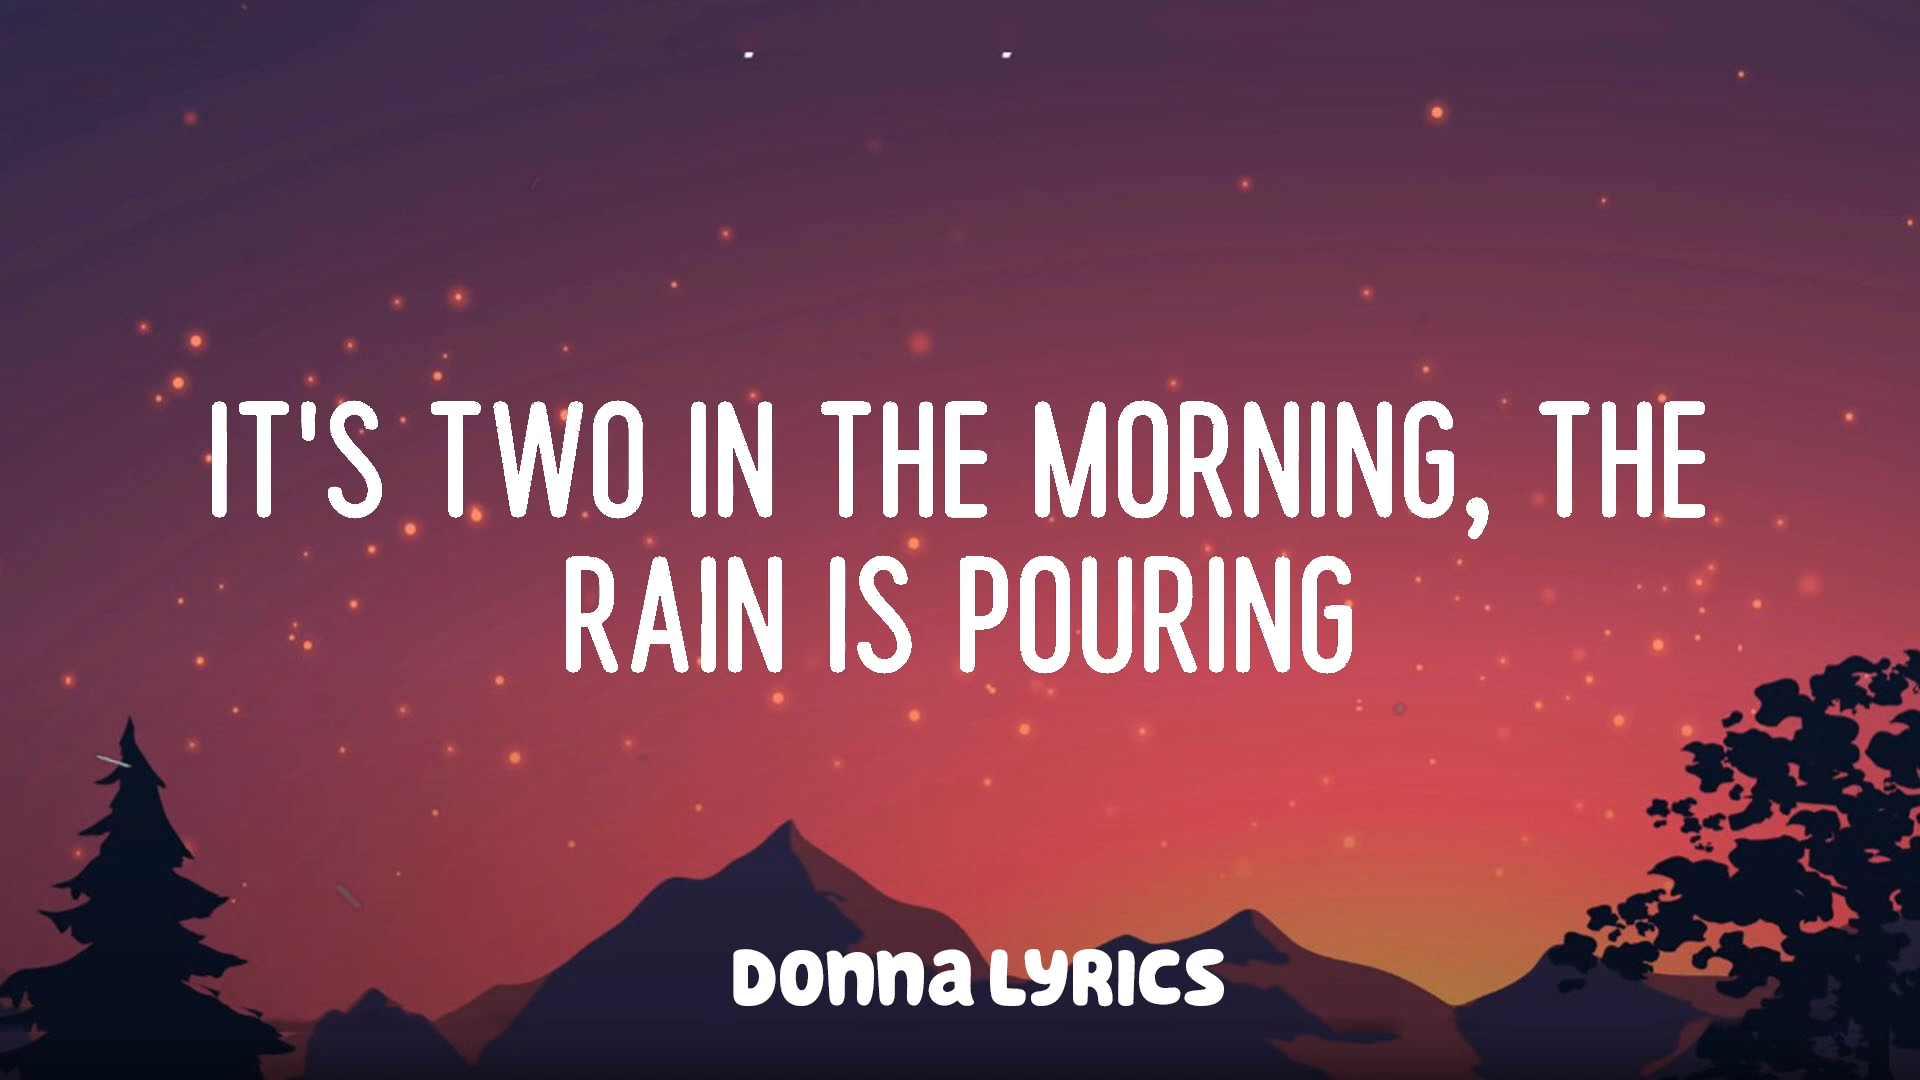 IT'S TWO IN THE MORNING, THE
RAIN IS POURING
DONNA LYRICS